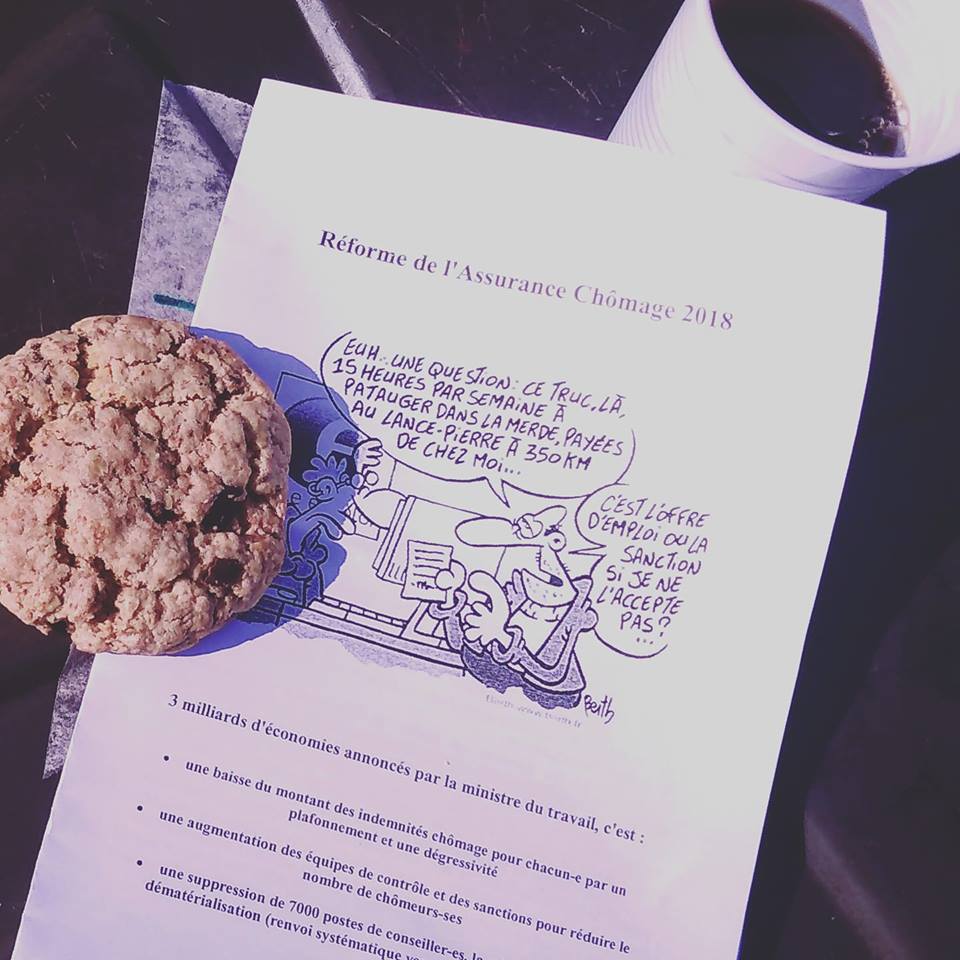 Réforme de l'Assurance Chômage 2018
EUH... UNE QUESTION: CE TRUC, LÀ,
15 HEURES PAR SEMAINE À
PATAUGER DANS LA MERDE, PAYÉES
AU LANCE-PIERRE À 350KM
DE CHEZ MOI...
C'EST L'OFFRE
D'EMPLOI OU LA
SANCTION
SI JE NE
L'ACCEPTE
PAS?
...
Berth
3 milliards d'économies annoncés par la ministre du travail, c'est :
• une baisse du montant des indemnités chômage pour chacun-e par un
plafonnement et une dégressivité
• une augmentation des équipes de contrôle et des sanctions pour réduire le
nombre de chômeurs-ses
• une suppression de 7000 postes de conseiller-es,
dématérialisation (renvoi systématique